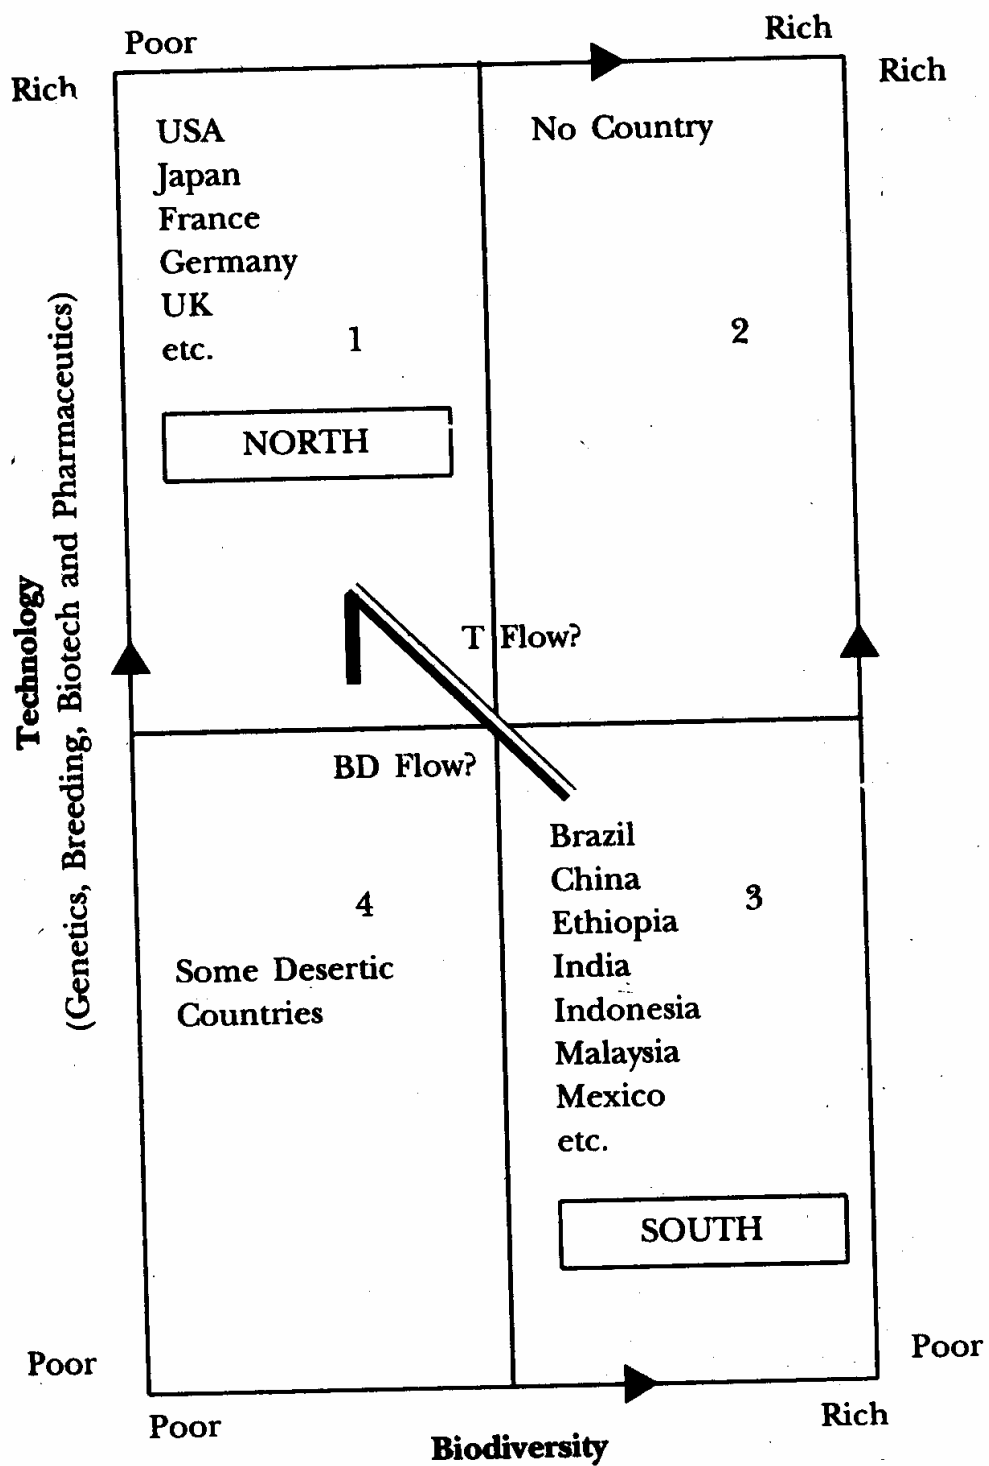 Poor
Rich
Rich
Rich
USA
Japan
France
Germany
UK
etc.
1
NORTH
No Country
2
Technology
(Genetics, Breeding, Biotech and Pharmaceutics)
T Flow?
BD Flow?
4
Some Desertic
Countries
Brazil
China
3
Ethiopia
India
Indonesia
Malaysia
Mexico
etc.
SOUTH
Poor
Poor
Poor
Rich
Biodiversity